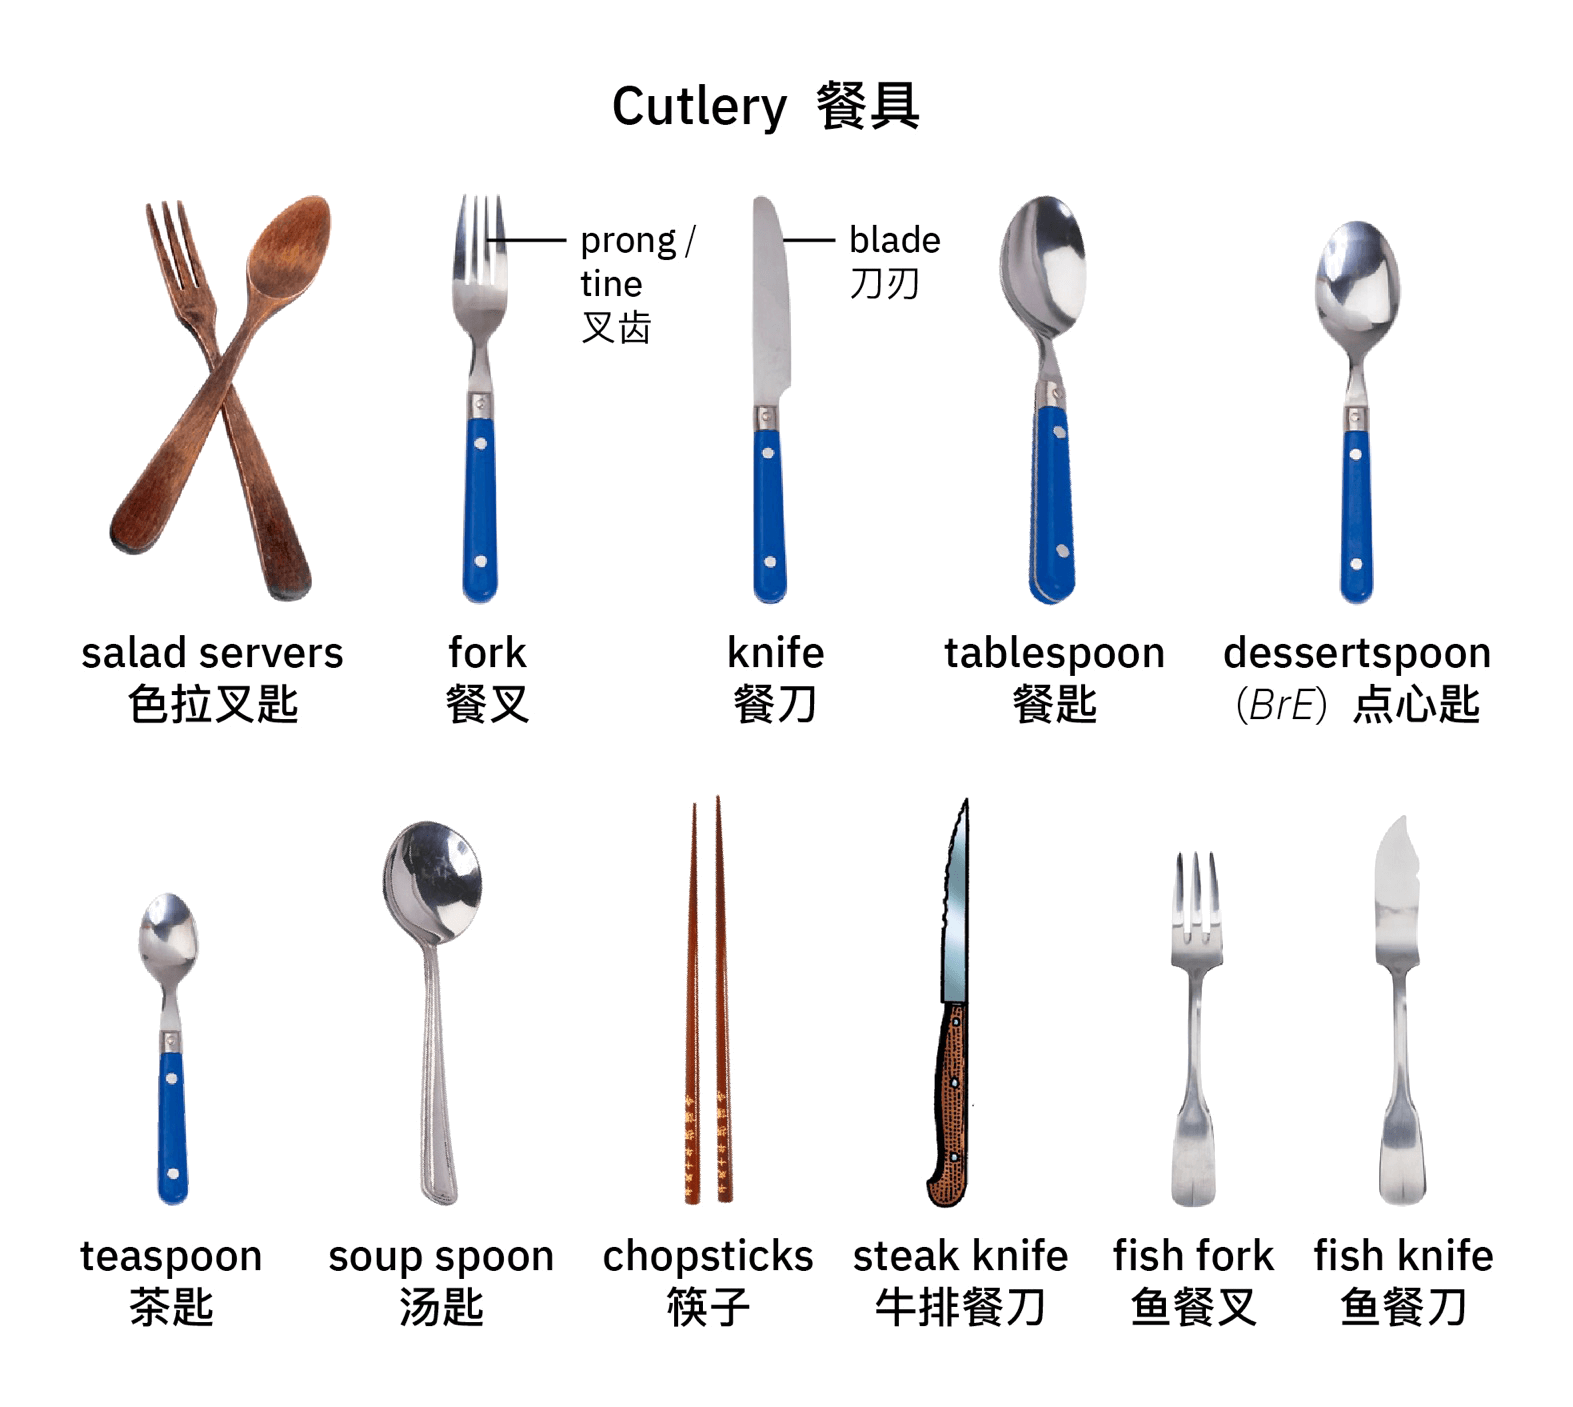 Cutlery 餐具
prong /
tine
叉齿
blade
刀刃
salad servers
色拉叉匙
fork
餐叉
knife
餐刀
tablespoon
餐匙
dessertspoon
(BrE) 点心匙
teaspoon
茶匙
soup spoon
汤匙
chopsticks
筷子
steak knife
牛排餐刀
fish fork
鱼餐叉
fish knife
鱼餐刀